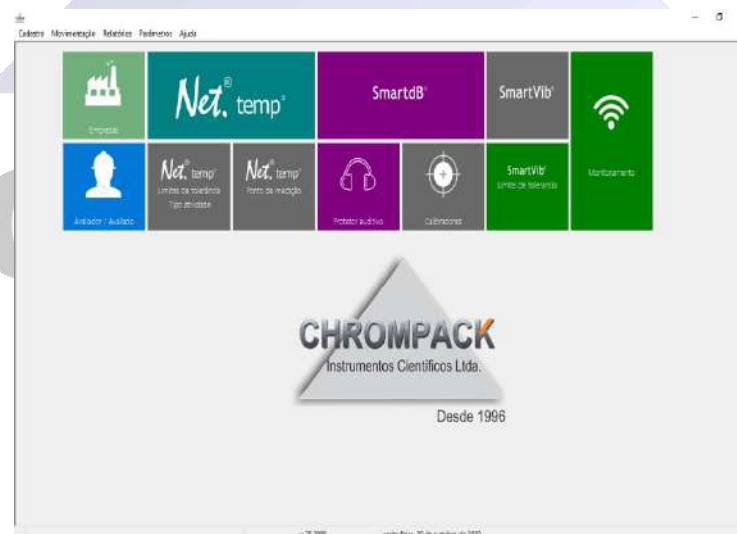 Cadastro Movimentação Relatórios Parâmetros Ajuda
Empresas
Net.® temp®
SmartdB®
SmartVib®
Monitoramento
Avaliador / Avaliado
Net. temp®
Limites de tolerância
Tipo atividade
Net. temp®
Ponto de medição
Protetor auditivo
Calibradores
SmartVib®
Limite de tolerância
CHROMPACK
Instrumentos Científicos Ltda.
Desde 1996